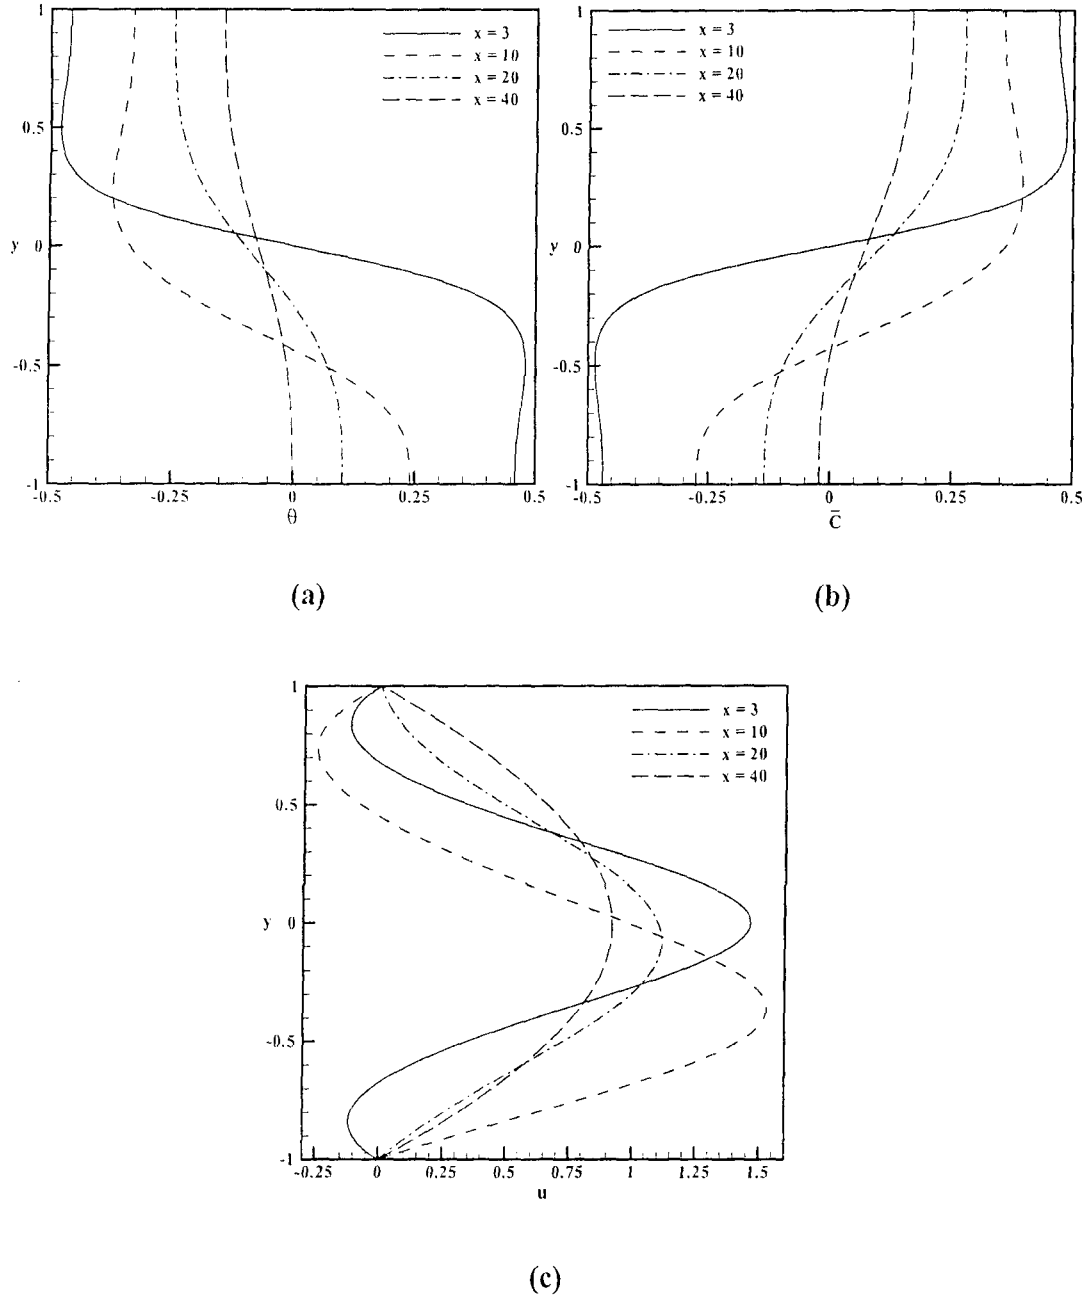 1
0.5
y 0
-0.5
-1
-0.5 -0.25 0 0.25 0.5
θ
x = 3
x = 10
x = 20
x = 40
(a)
1
0.5
y 0
-0.5
-1
-0.5 -0.25 0 0.25 0.5
C̄
x = 3
x = 10
x = 20
x = 40
(b)
1
0.5
y 0
-0.5
-1
-0.25 0 0.25 0.5 0.75 1 1.25 1.5
u
x = 3
x = 10
x = 20
x = 40
(c)